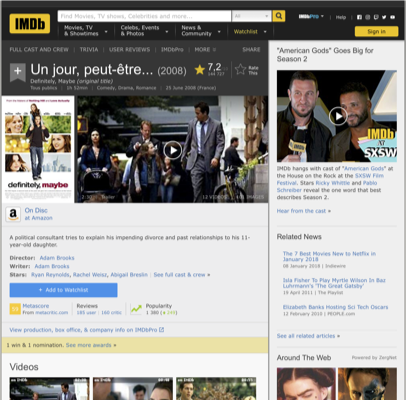 IMDb
Find Movies, TV shows, Celebrities and more...
All
IMDbPro
Help
Movies, TV & Showtimes
Celebs, Events & Photos
News & Community
Watchlist
Sign in
FULL CAST AND CREW | TRIVIA | USER REVIEWS | IMDbPro | MORE
SHARE
Un jour, peut-être... (2008)
Definitely, Maybe (original title)
Tous publics | 1h 52min | Comedy, Drama, Romance | 25 June 2008 (France)
7,2
Rate This
definitely, maybe
On Disc
at Amazon
A political consultant tries to explain his impending divorce and past relationships to his 11-
year-old daughter.
Director: Adam Brooks
Writer: Adam Brooks
Stars: Ryan Reynolds, Rachel Weisz, Abigail Breslin | See full cast & crew »
+ Add to Watchlist
Metascore
From metacritic.com
Reviews
185 user | 160 critic
Popularity
View production, box office, & company info on IMDbPro
1 win & 1 nomination. See more awards »
Videos
"American Gods" Goes Big for
Season 2
IMDb
at
SXSW
IMDb hangs with cast of "American Gods"
at the House on the Rock at the SXSW Film
Festival. Stars Ricky Whittle and Pablo
Schreiber reveal the one word that best
describes Season 2.
Hear from the cast »
Related News
The 7 Best Movies New to Netflix in
January 2018
08 January 2018 | Indiewire
Isla Fisher To Play Myrtle Wilson In Baz
Luhrmann's 'The Great Gatsby'
19 April 2011 | The Playlist
Elizabeth Banks Hosting Sci Tech Oscars
12 February 2010 | PEOPLE.com
See all related articles »
Around The Web
Powered by ZergNet